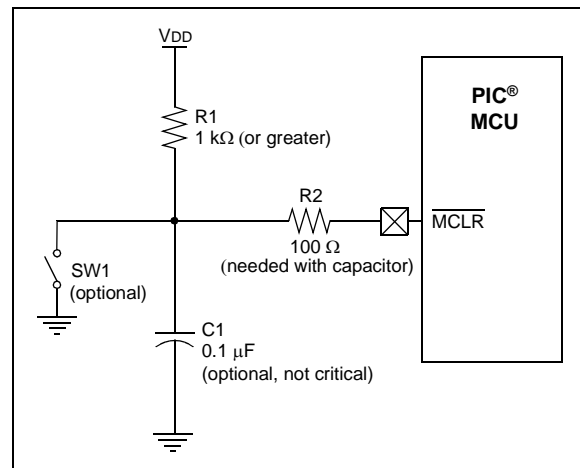 VDD
PIC®
MCU
R1
1 kΩ (or greater)
R2
MCLR
100 Ω
(needed with capacitor)
SW1
(optional)
C1
0.1 μF
(optional, not critical)